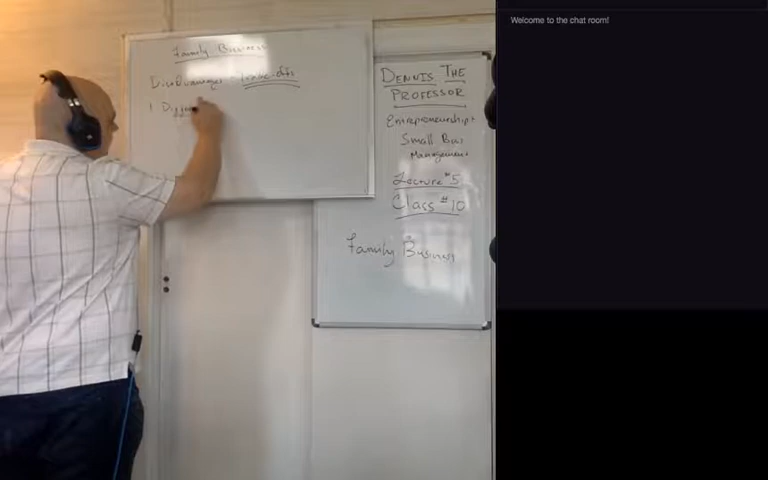 Family Business
Disadvantages - trade-offs
1
DENNIS THE
PROFESSOR
Entrepreneurship +
Small Bus
Management
Lecture #5
Class #10
Family Business
Welcome to the chat room!